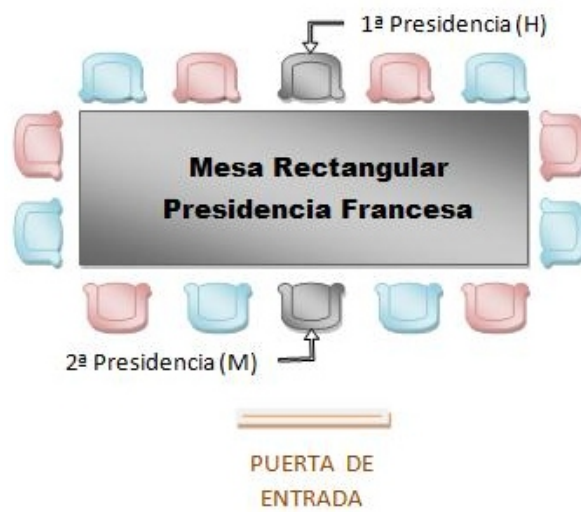 1ª Presidencia (H)
Mesa Rectangular
Presidencia Francesa
2ª Presidencia (M)
PUERTA DE
ENTRADA